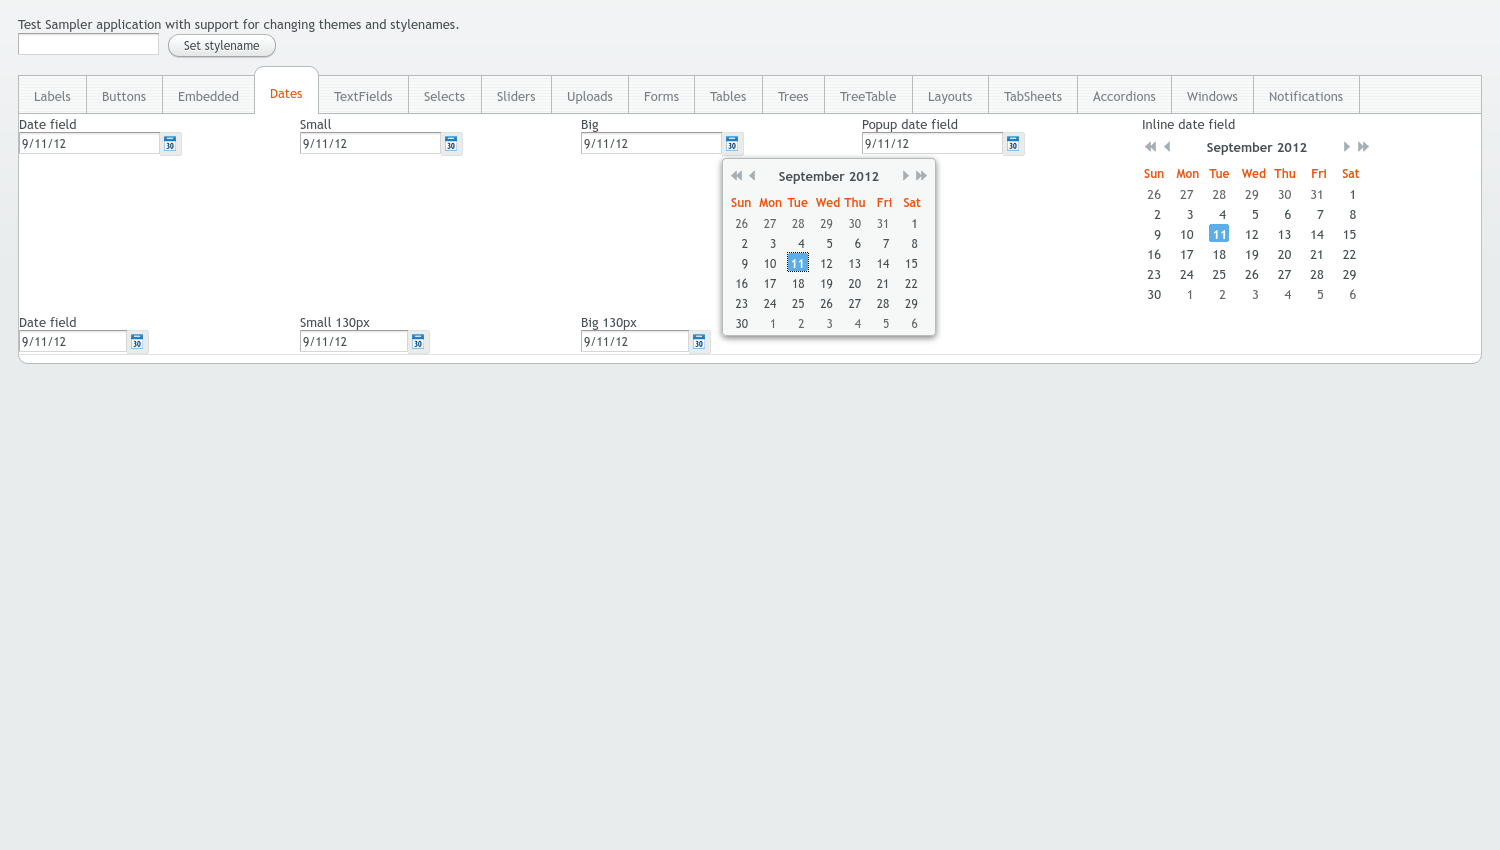 Test Sampler application with support for changing themes and stylenames.
Set stylename
Labels Buttons Embedded Dates TextFields Selects Sliders Uploads Forms Tables Trees TreeTable Layouts TabSheets Accordions Windows Notifications
Date field Small Big Popup date field Inline date field
9/11/12 30 9/11/12 30 9/11/12 30 9/11/12 30
September 2012
Sun Mon Tue Wed Thu Fri Sat
26 27 28 29 30 31 1
2 3 4 5 6 7 8
9 10 11 12 13 14 15
16 17 18 19 20 21 22
23 24 25 26 27 28 29
30 1 2 3 4 5 6
September 2012
Sun Mon Tue Wed Thu Fri Sat
26 27 28 29 30 31 1
2 3 4 5 6 7 8
9 10 11 12 13 14 15
16 17 18 19 20 21 22
23 24 25 26 27 28 29
30 1 2 3 4 5 6
Date field Small 130px Big 130px
9/11/12 30 9/11/12 30 9/11/12 30